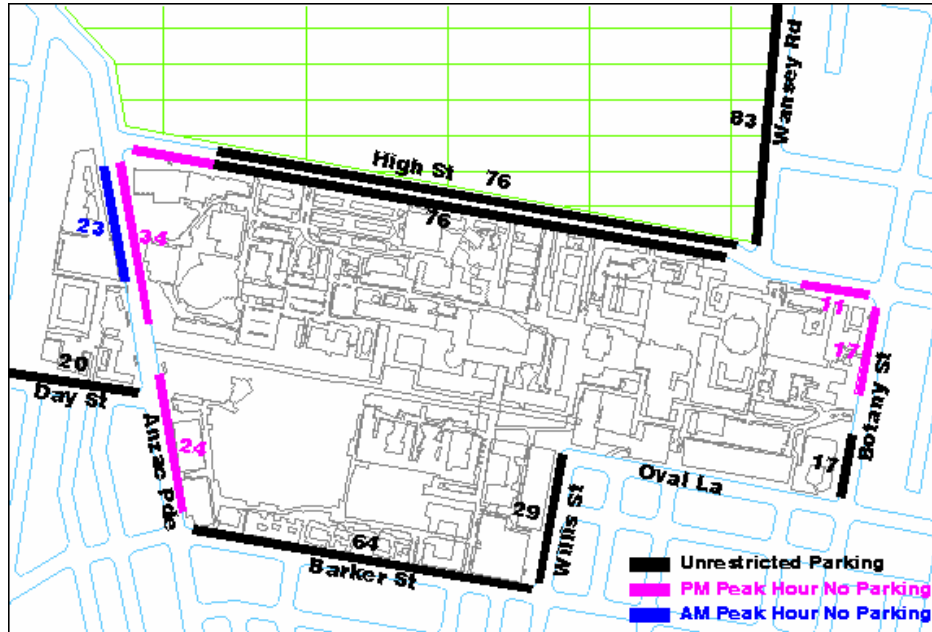 Wansey Rd
83
High St 76
76
23
34
11
17
20
Day St
Botany St
Anzac Pde
24
17
Oval La
29
Willis St
64
Barker St
Unrestricted Parking
PM Peak Hour No Parking
AM Peak Hour No Parking